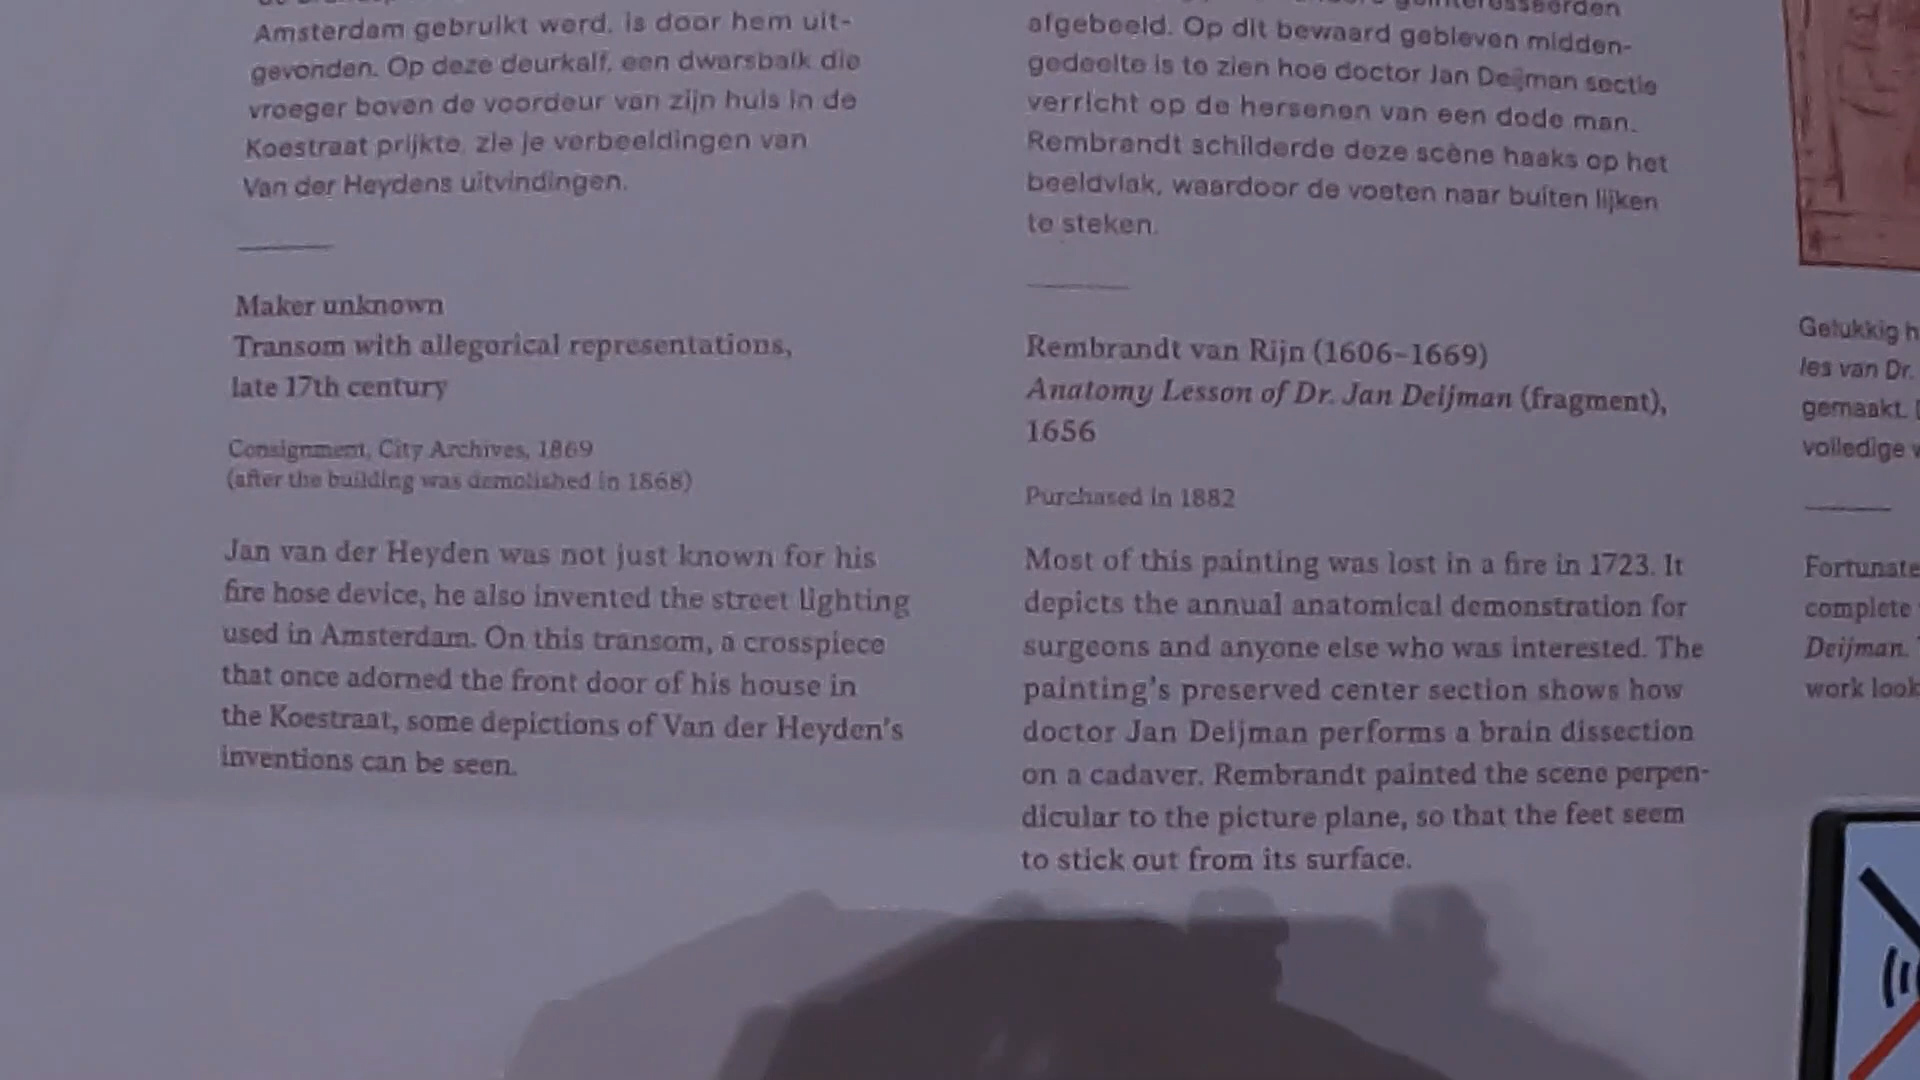 Amsterdam gebruikt werd, is door hem uit-
gevonden. Op deze deurkalf, een dwarsbalk die
vroeger boven de voordeur van zijn huis in de
Koestraat prijkte, zie je verbeeldingen van
Van der Heydens uitvindingen.
Maker unknown
Transom with allegorical representations,
late 17th century
Consignment, City Archives, 1869
(after the building was demolished in 1868)
Jan van der Heyden was not just known for his
fire hose device, he also invented the street lighting
used in Amsterdam. On this transom, a crosspiece
that once adorned the front door of his house in
the Koestraat, some depictions of Van der Heyden's
inventions can be seen.
geïnteresseerden
afgebeeld. Op dit bewaard gebleven midden-
gedeelte is te zien hoe doctor Jan Deijman sectie
verricht op de hersenen van een dode man.
Rembrandt schilderde deze scène haaks op het
beeldvlak, waardoor de voeten naar buiten lijken
te steken.
Rembrandt van Rijn (1606–1669)
Anatomy Lesson of Dr. Jan Deijman (fragment),
1656
Purchased in 1882
Most of this painting was lost in a fire in 1723. It
depicts the annual anatomical demonstration for
surgeons and anyone else who was interested. The
painting's preserved center section shows how
doctor Jan Deijman performs a brain dissection
on a cadaver. Rembrandt painted the scene perpen-
dicular to the picture plane, so that the feet seem
to stick out from its surface.
Gelukkig h
les van Dr.
gemaakt.
volledige
Fortunate
complete
Deijman.
work look